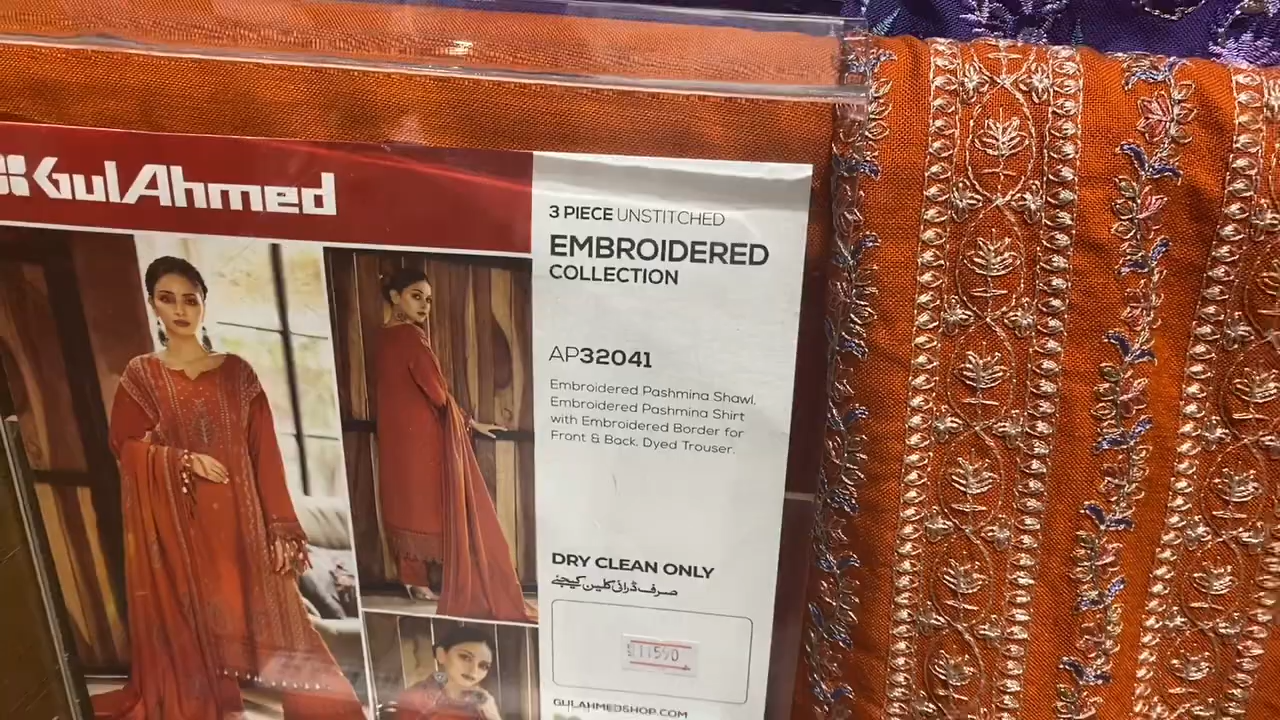 GulAhmed
3 PIECE UNSTITCHED
EMBROIDERED
COLLECTION
AP32041
Embroidered Pashmina Shawl,
Embroidered Pashmina Shirt
with Embroidered Border for
Front & Back, Dyed Trouser.
DRY CLEAN ONLY
صرف ڈرائی کلین کیجئے
11590
GULAHMEDSHOP.COM